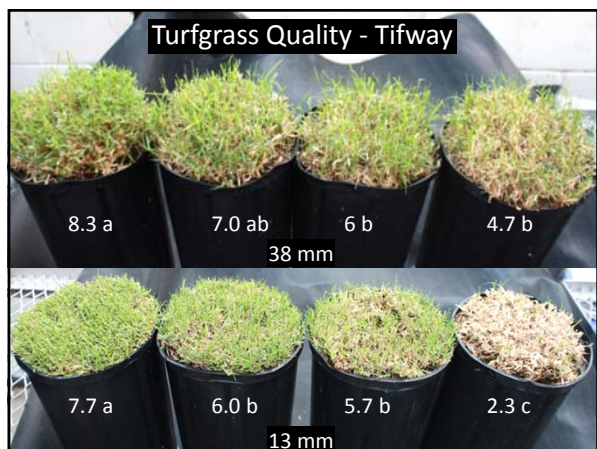 Turfgrass Quality - Tifway
8.3 a 7.0 ab 6 b 4.7 b
38 mm
7.7 a 6.0 b 5.7 b 2.3 c
13 mm